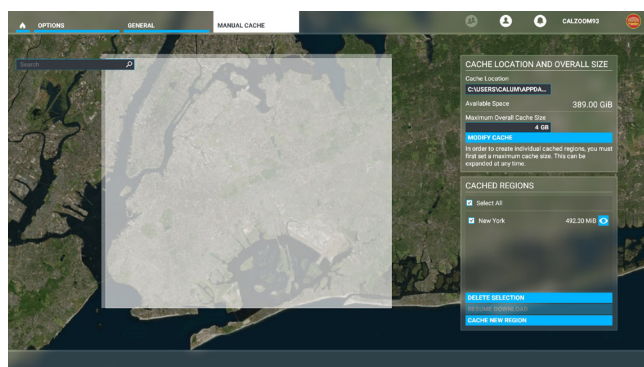 OPTIONS
GENERAL
MANUAL CACHE
CALZOOM93
Search
CACHE LOCATION AND OVERALL SIZE
Cache Location
C:\USERS\CALUM\APPDA...
Available Space 389.00 GiB
Maximum Overall Cache Size
4 GB
MODIFY CACHE
In order to create individual cached regions, you must
first set a maximum cache size. This can be
expanded at any time.
CACHED REGIONS
Select All
New York 492.20 MiB
DELETE SELECTION
RESUME DOWNLOAD
CACHE NEW REGION